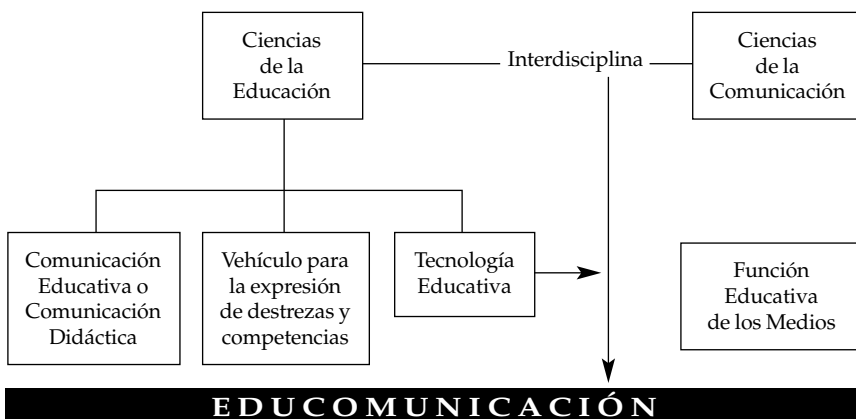 Ciencias
de la
Educación
Interdisciplina
Ciencias
de la
Comunicación
Comunicación
Educativa o
Comunicación
Didáctica
Vehículo para
la expresión
de destrezas y
competencias
Tecnología
Educativa
Función
Educativa
de los Medios
EDUCOMUNICACIÓN